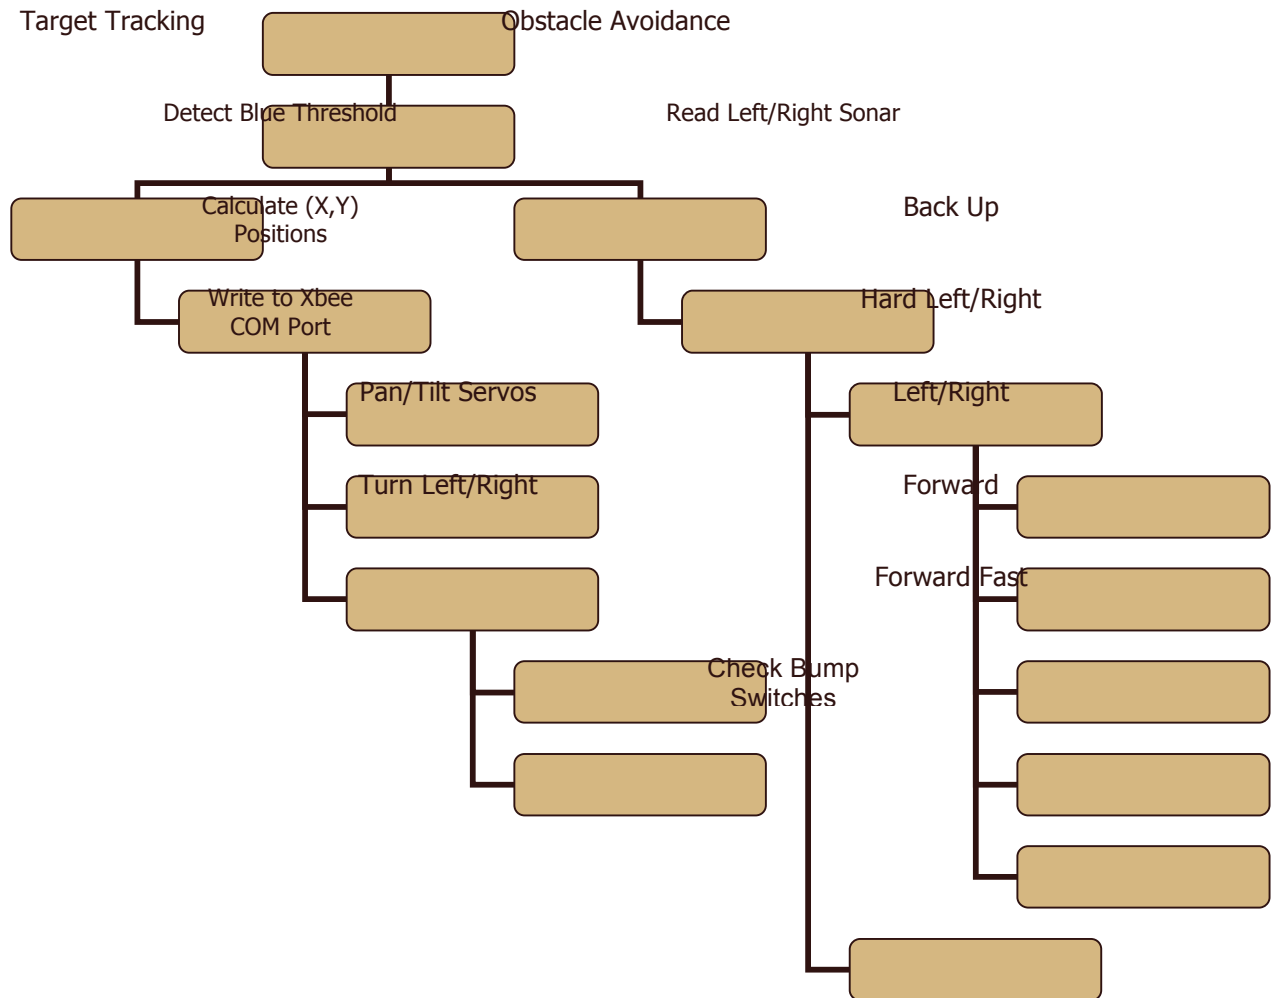 Target Tracking
Obstacle Avoidance
Detect Blue Threshold
Read Left/Right Sonar
Calculate (X,Y)
Positions
Back Up
Write to Xbee
COM Port
Hard Left/Right
Pan/Tilt Servos
Left/Right
Turn Left/Right
Forward
Forward Fast
Check Bump
Switches